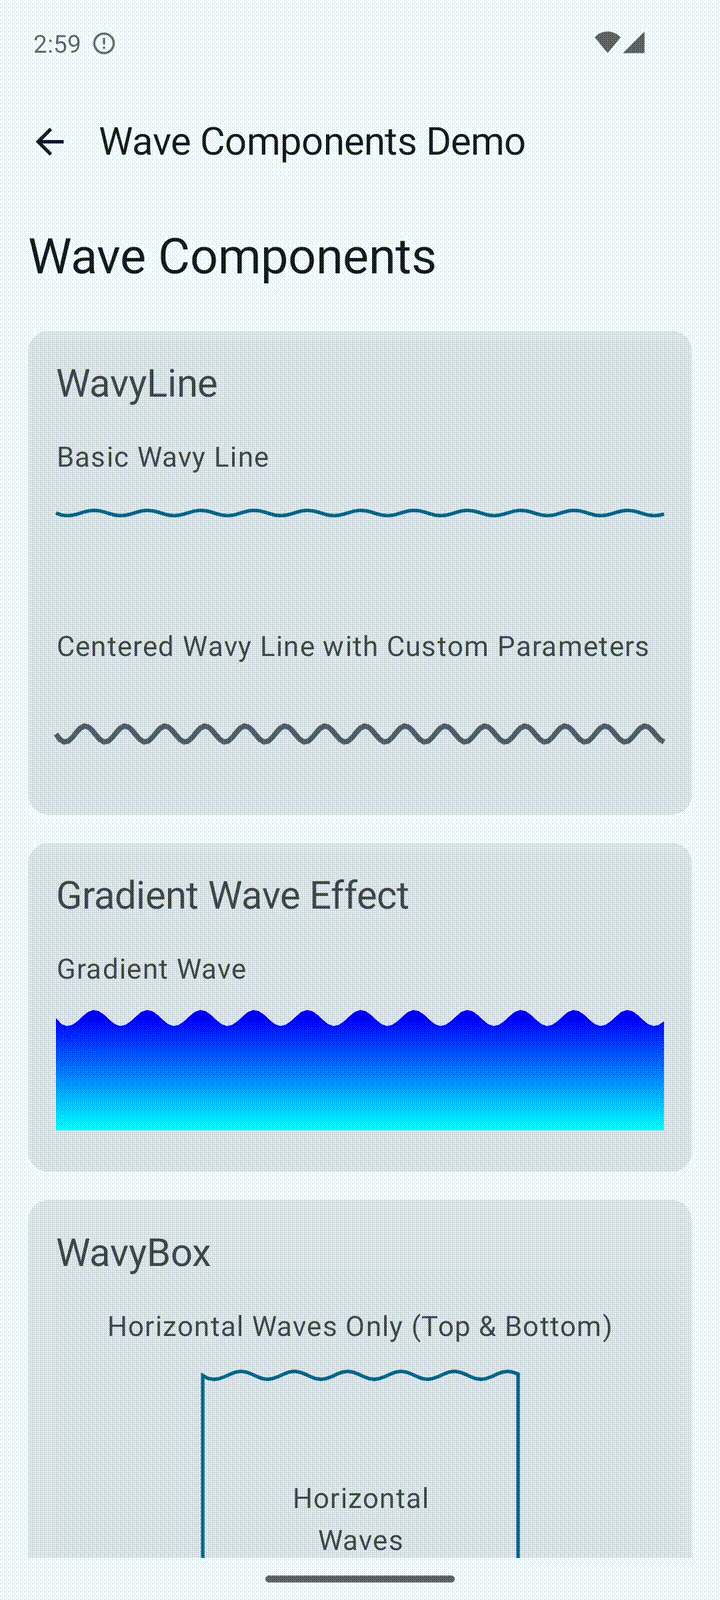 2:59
Wave Components Demo
Wave Components
WavyLine
Basic Wavy Line
Centered Wavy Line with Custom Parameters
Gradient Wave Effect
Gradient Wave
WavyBox
Horizontal Waves Only (Top & Bottom)
Horizontal
Waves